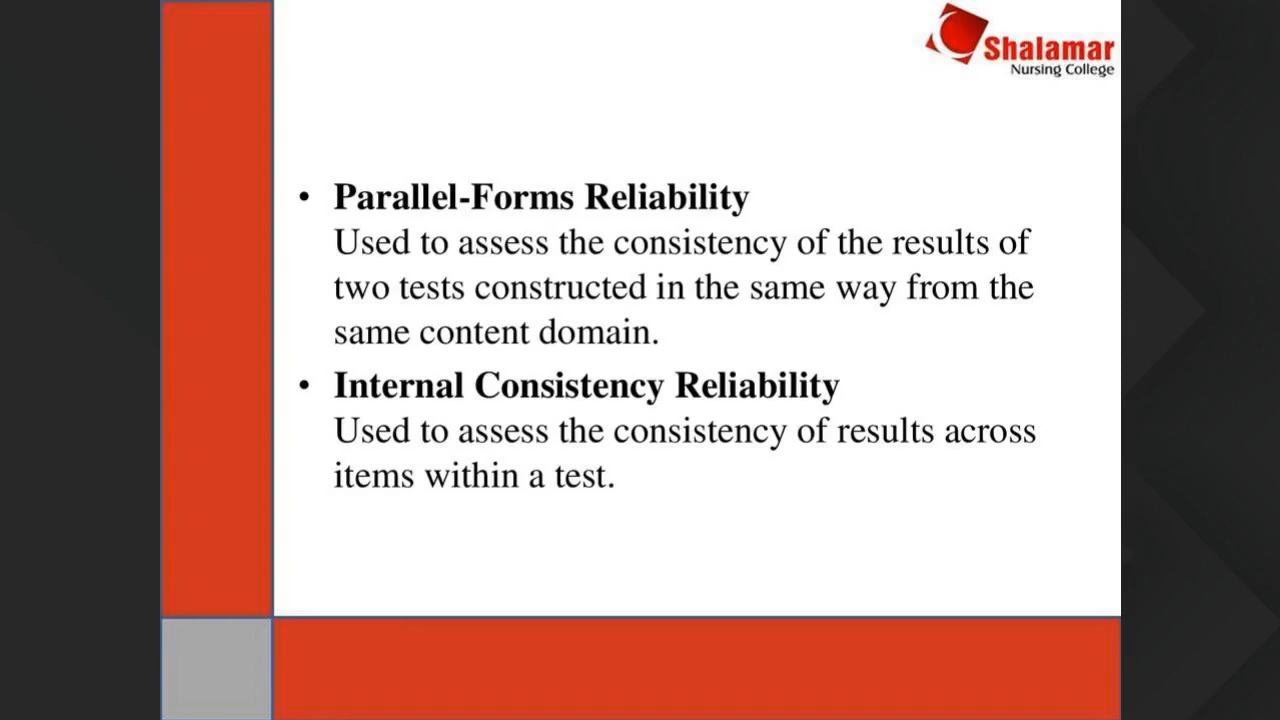 Shalamar
Nursing College
• Parallel-Forms Reliability
Used to assess the consistency of the results of
two tests constructed in the same way from the
same content domain.
• Internal Consistency Reliability
Used to assess the consistency of results across
items within a test.